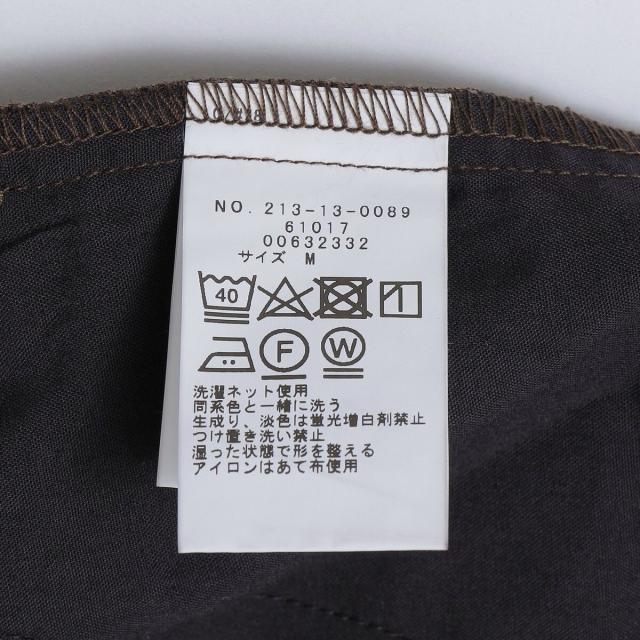 NO. 213-13-0089
61017
00632332
サイズ M
40
F W
洗濯ネット使用
同系色と一緒に洗う
生成り、淡色は蛍光増白剤禁止
つけ置き洗い禁止
湿った状態で形を整える
アイロンはあて布使用